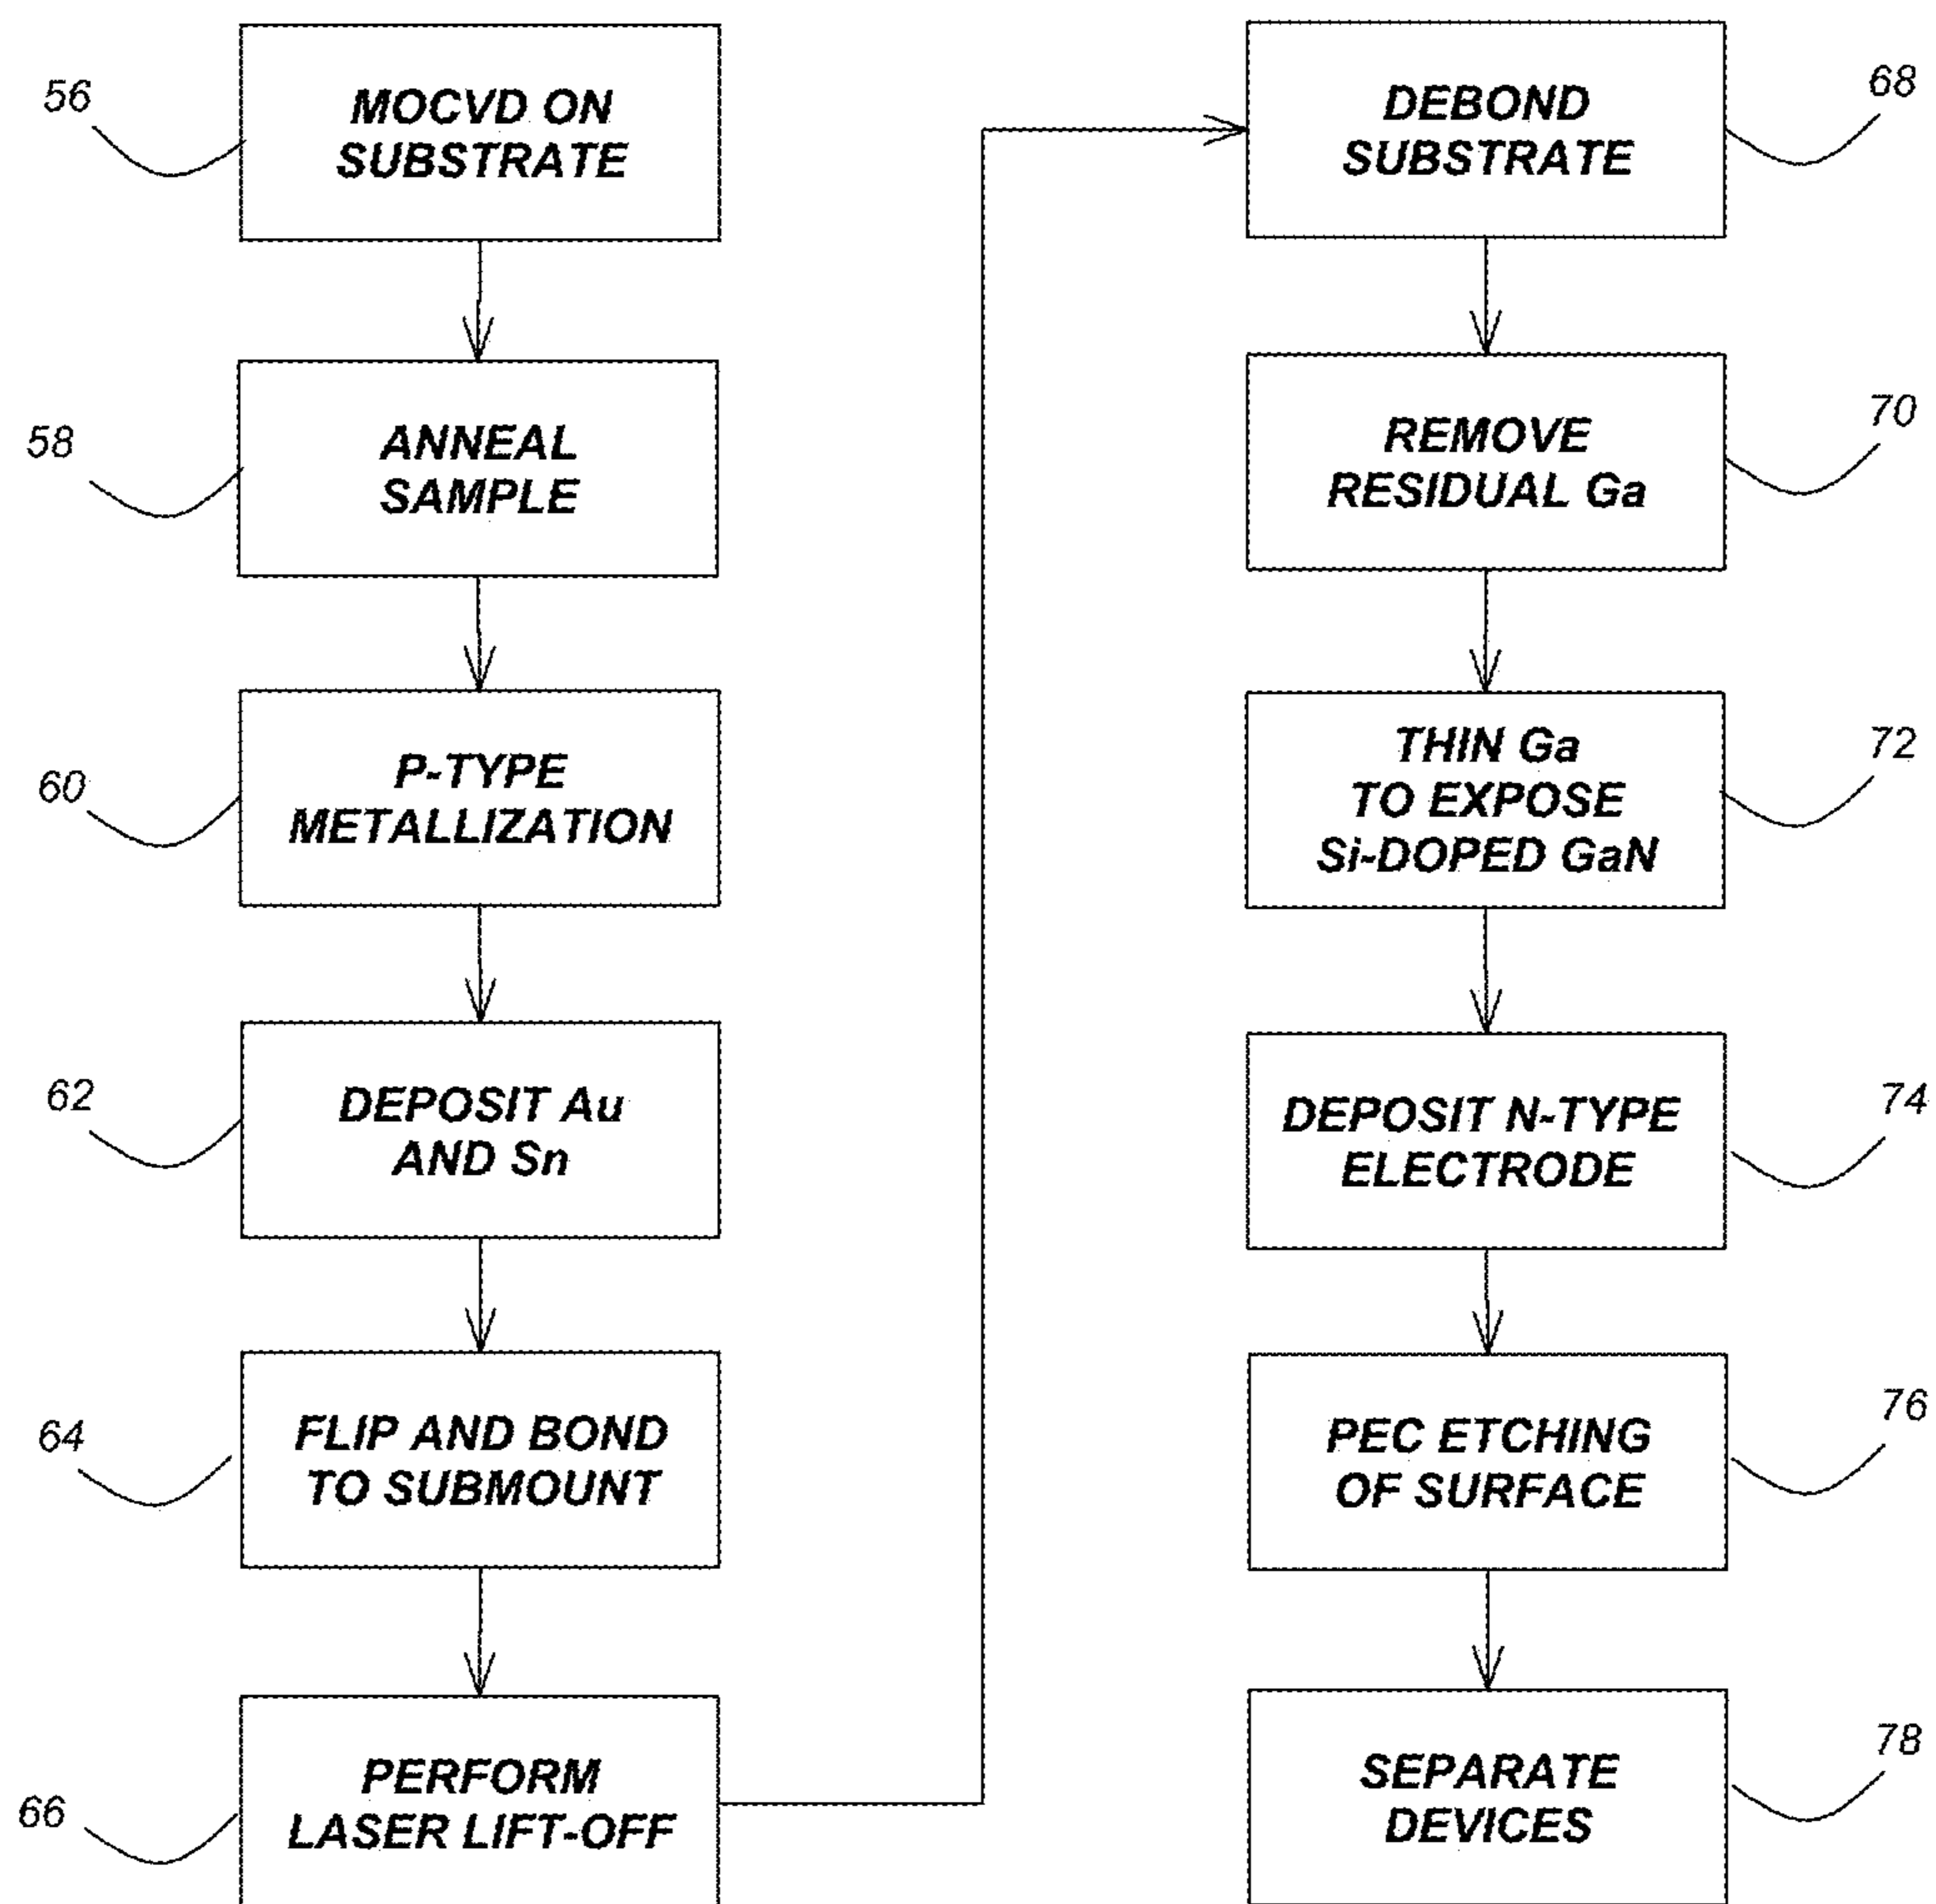 56
MOCVD ON
SUBSTRATE
58
ANNEAL
SAMPLE
60
P-TYPE
METALLIZATION
62
DEPOSIT Au
AND Sn
64
FLIP AND BOND
TO SUBMOUNT
66
PERFORM
LASER LIFT-OFF
68
DEBOND
SUBSTRATE
70
REMOVE
RESIDUAL Ga
72
THIN Ga
TO EXPOSE
Si-DOPED GaN
74
DEPOSIT N-TYPE
ELECTRODE
76
PEC ETCHING
OF SURFACE
78
SEPARATE
DEVICES